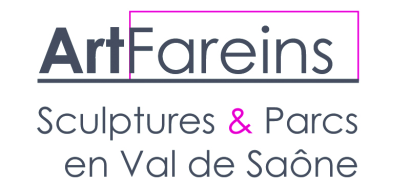 ArtFareins
Sculptures & Parcs
en Val de Saône